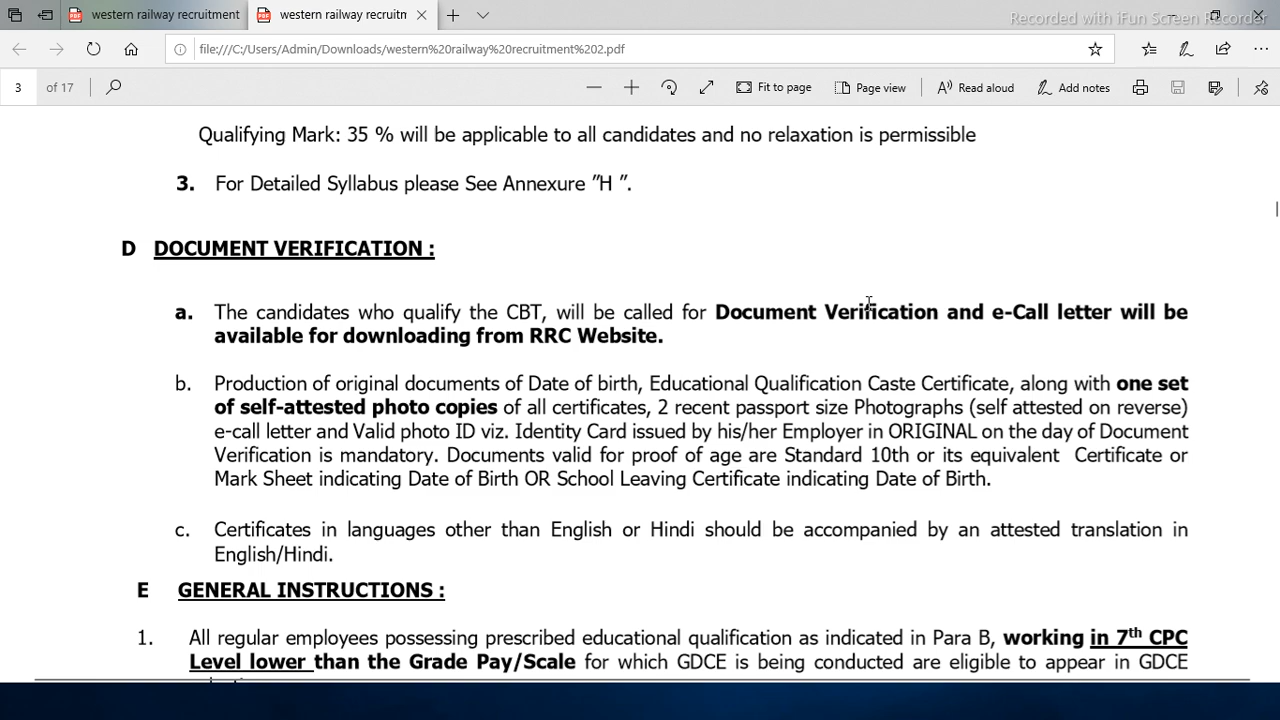 western railway recruitment
western railway recruitm
Recorded with iFun Screen Recorder
file:///C:/Users/Admin/Downloads/western%20railway%20recruitment%202.pdf
3 of 17 Fit to page Page view Read aloud Add notes
Qualifying Mark: 35 % will be applicable to all candidates and no relaxation is permissible
3. For Detailed Syllabus please See Annexure ”H ”.
D DOCUMENT VERIFICATION :
a. The candidates who qualify the CBT, will be called for Document Verification and e-Call letter will be
available for downloading from RRC Website.
b. Production of original documents of Date of birth, Educational Qualification Caste Certificate, along with one set
of self-attested photo copies of all certificates, 2 recent passport size Photographs (self attested on reverse)
e-call letter and Valid photo ID viz. Identity Card issued by his/her Employer in ORIGINAL on the day of Document
Verification is mandatory. Documents valid for proof of age are Standard 10th or its equivalent Certificate or
Mark Sheet indicating Date of Birth OR School Leaving Certificate indicating Date of Birth.
c. Certificates in languages other than English or Hindi should be accompanied by an attested translation in
English/Hindi.
E GENERAL INSTRUCTIONS :
1. All regular employees possessing prescribed educational qualification as indicated in Para B, working in 7th CPC
Level lower than the Grade Pay/Scale for which GDCE is being conducted are eligible to appear in GDCE